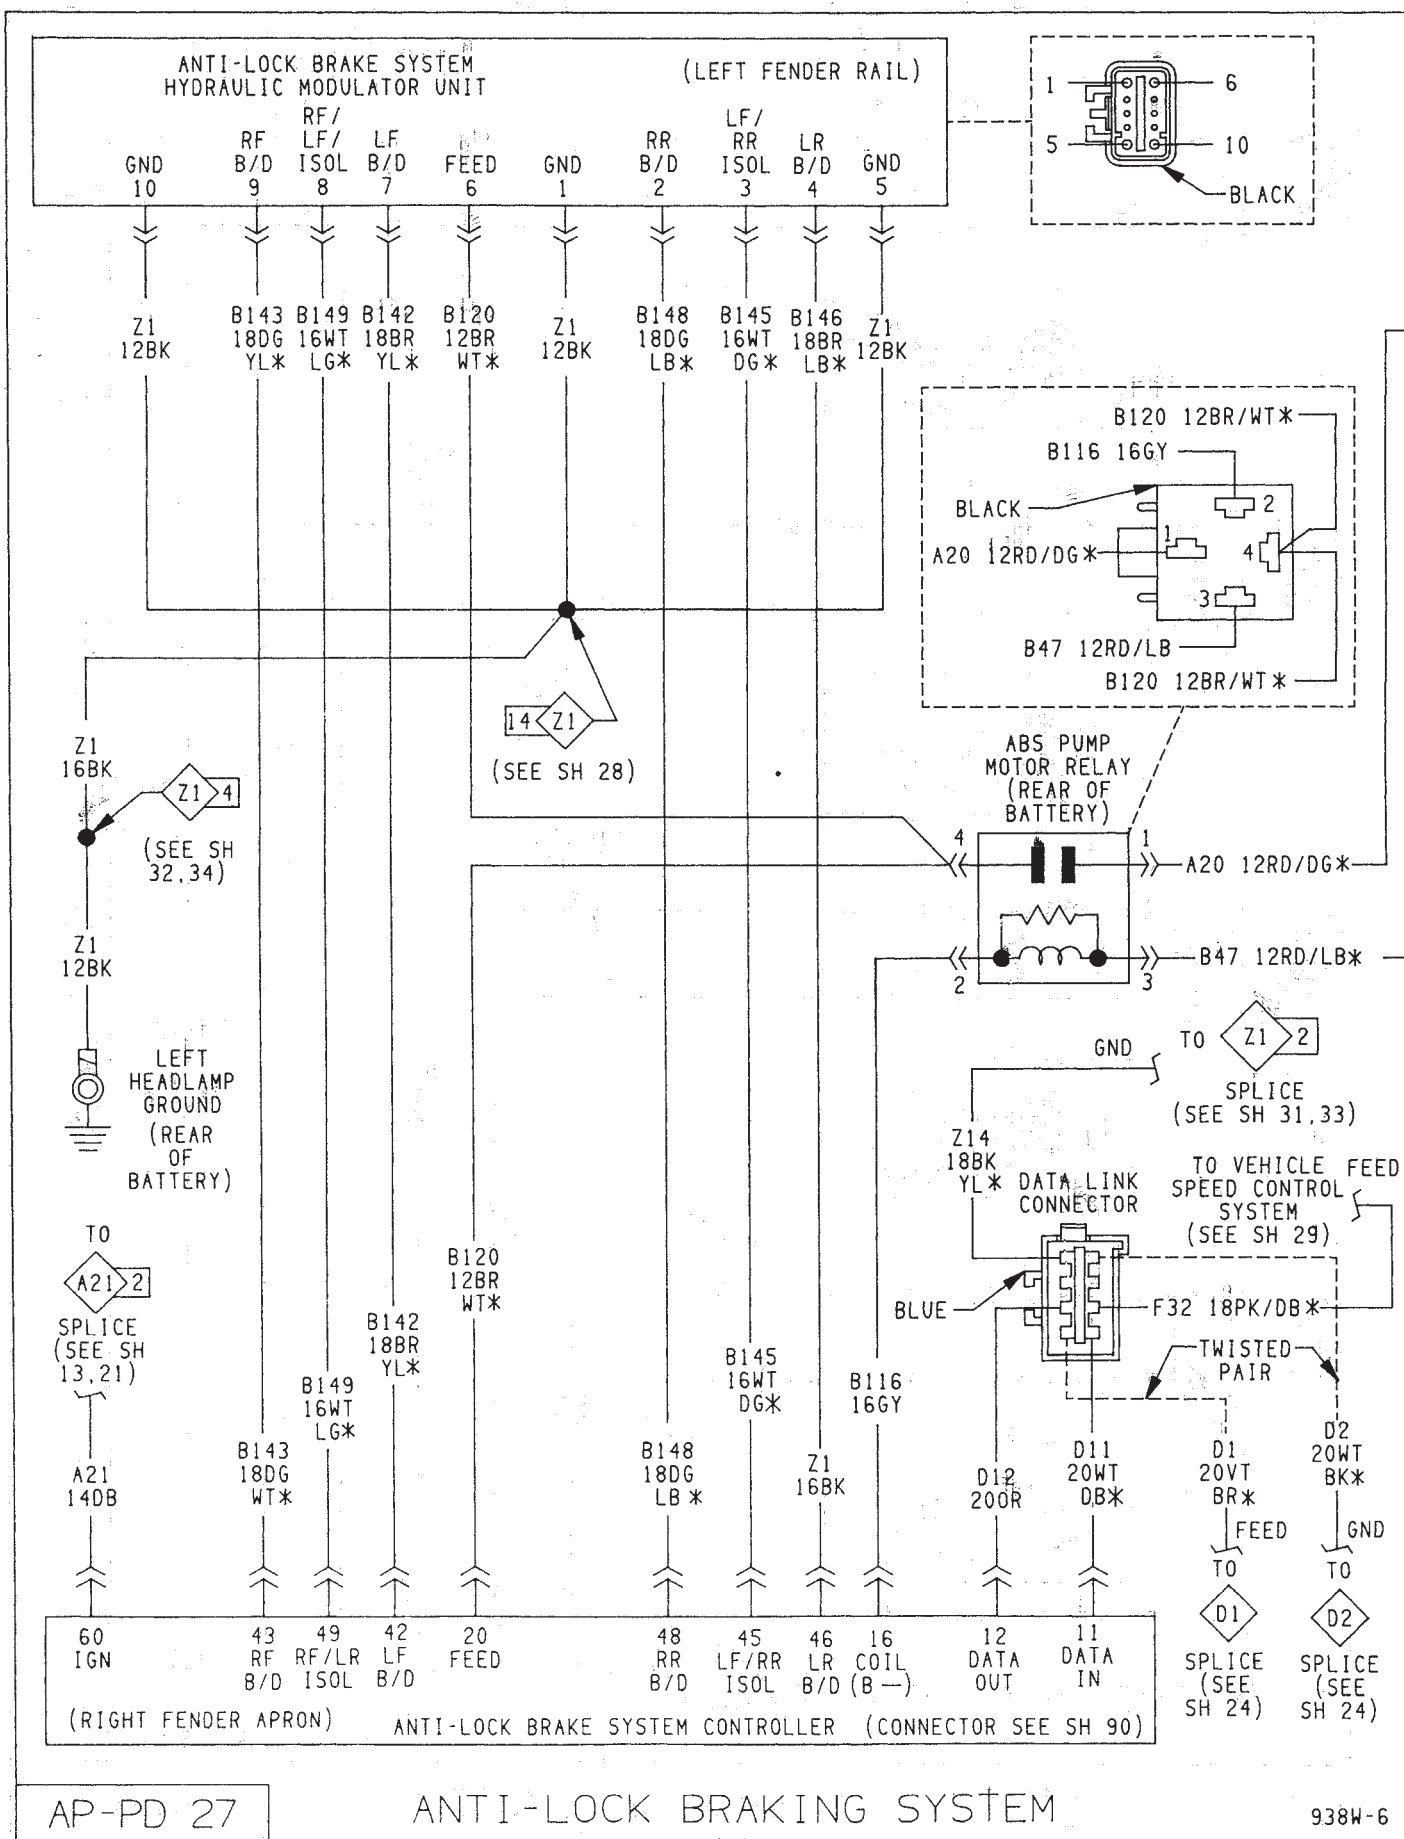 ANTI-LOCK BRAKE SYSTEM
HYDRAULIC MODULATOR UNIT
(LEFT FENDER RAIL)
GND
10
RF
B/D
9
RF/
LF/
ISOL
8
LF
B/D
7
FEED
6
GND
1
RR
B/D
2
LF/
RR
ISOL
3
LR
B/D
4
GND
5
1
6
5
10
BLACK
Z1
12BK
B143
18DG
YL*
B149
16WT
LG*
B142
18BR
YL*
B120
12BR
WT*
Z1
12BK
B148
18DG
LB*
B145
16WT
DG*
B146
18BR
LB*
Z1
12BK
B120 12BR/WT*
B116 16GY
BLACK
2
1
A20 12RD/DG*
4
3
B47 12RD/LB
B120 12BR/WT*
14 Z1
(SEE SH 28)
Z1
16BK
Z1 4
(SEE SH
32,34)
ABS PUMP
MOTOR RELAY
(REAR OF
BATTERY)
4
1
A20 12RD/DG*
2
3
B47 12RD/LB*
Z1
12BK
LEFT
HEADLAMP
GROUND
(REAR
OF
BATTERY)
GND
TO
Z1 2
SPLICE
(SEE SH 31,33)
Z14
18BK
YL*
DATA LINK
CONNECTOR
TO VEHICLE
SPEED CONTROL
SYSTEM
(SEE SH 29)
FEED
BLUE
F32 18PK/DB*
TWISTED
PAIR
TO
A21 2
SPLICE
(SEE SH
13,21)
A21
14DB
B143
18DG
WT*
B149
16WT
LG*
B142
18BR
YL*
B120
12BR
WT*
B148
18DG
LB*
B145
16WT
DG*
Z1
16BK
B116
16GY
D12
20OR
D11
20WT
DB*
D1
20VT
BR*
FEED
TO
D1
SPLICE
(SEE
SH 24)
D2
20WT
BK*
GND
TO
D2
SPLICE
(SEE
SH 24)
60
IGN
43
RF
B/D
49
RF/LR
ISOL
42
LF
B/D
20
FEED
48
RR
B/D
45
LF/RR
ISOL
46
LR
B/D
16
COIL
(B —)
12
DATA
OUT
11
DATA
IN
(RIGHT FENDER APRON)
ANTI-LOCK BRAKE SYSTEM CONTROLLER
(CONNECTOR SEE SH 90)
AP-PD 27
ANTI-LOCK BRAKING SYSTEM
938W-6